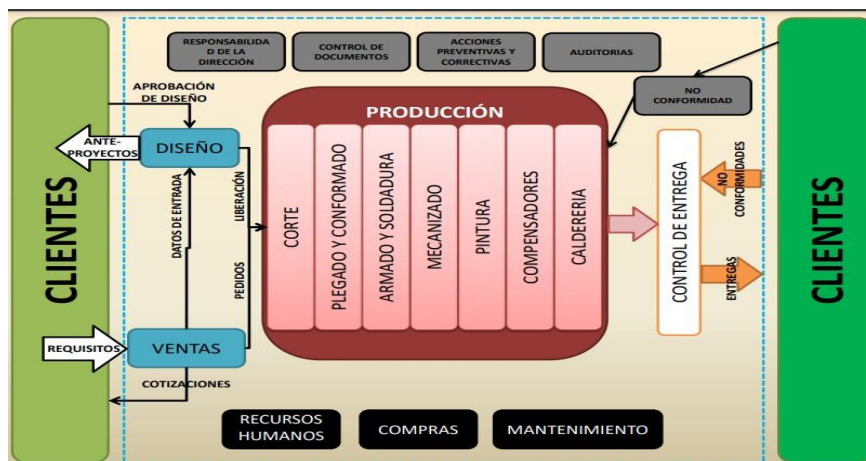 RESPONSABILIDA
D DE LA
DIRECCIÓN
CONTROL DE
DOCUMENTOS
ACCIONES
PREVENTIVAS Y
CORRECTIVAS
AUDITORIAS
NO
CONFORMIDAD
CLIENTES
APROBACIÓN
DE DISEÑO
ANTE-
PROYECTOS
DISEÑO
DATOS DE ENTRADA
LIBERACIÓN
PEDIDOS
REQUISITOS
VENTAS
COTIZACIONES
PRODUCCIÓN
CORTE
PLEGADO Y CONFORMADO
ARMADO Y SOLDADURA
MECANIZADO
PINTURA
COMPENSADORES
CALDERERIA
CONTROL DE ENTREGA
NO
CONFORMIDADES
ENTREGAS
CLIENTES
RECURSOS
HUMANOS
COMPRAS
MANTENIMIENTO